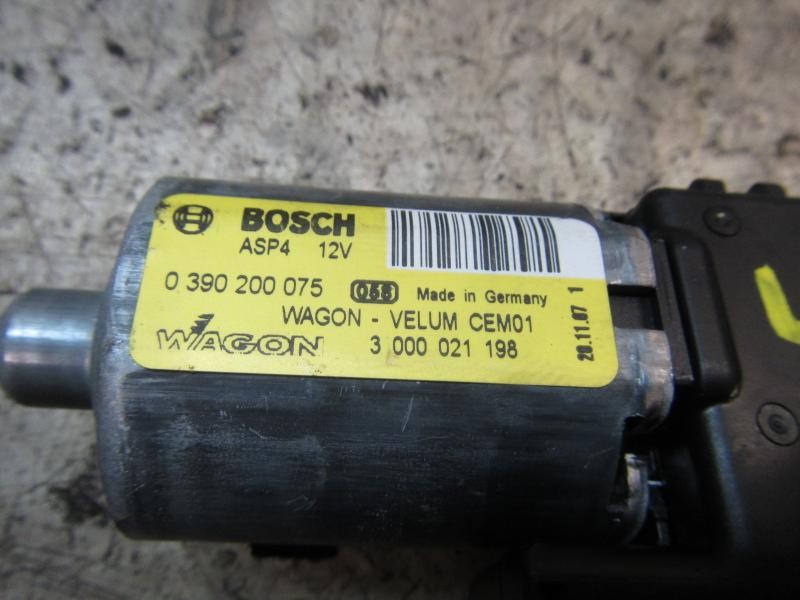 BOSCH
ASP4 12V
0 390 200 075 058 Made in Germany
WAGON - VELUM CEM01
WAGON 3 000 021 198
20.11.07 1